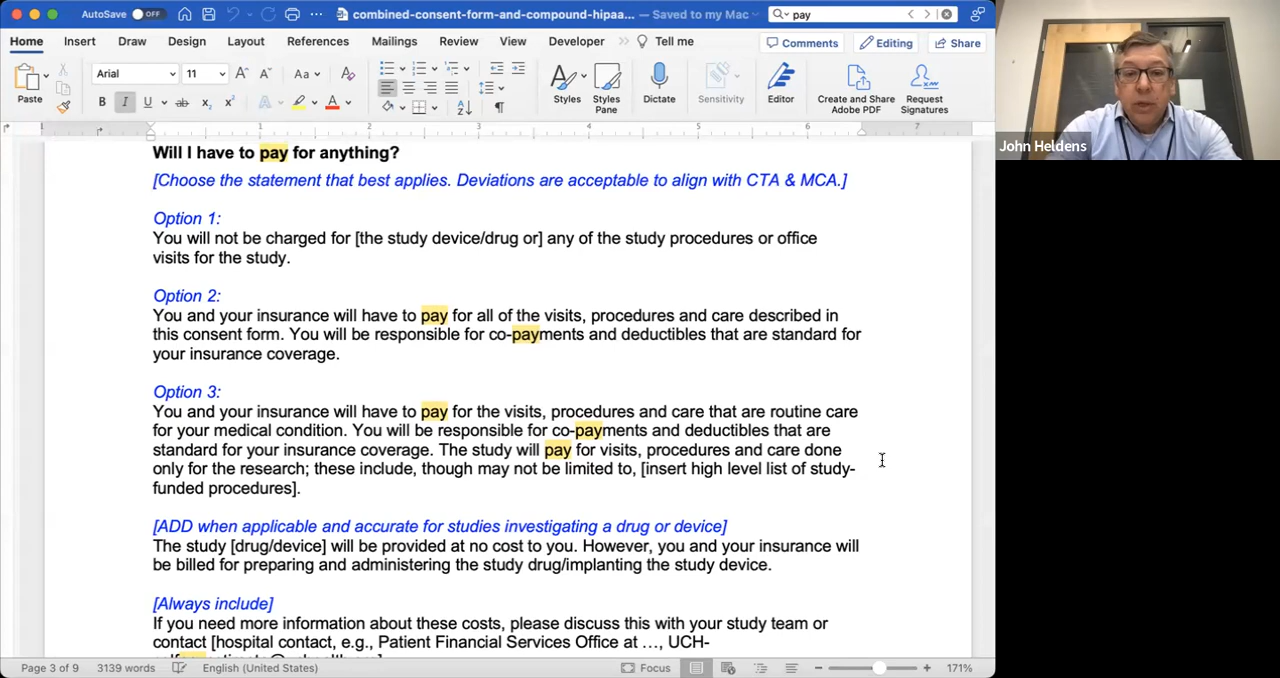 AutoSave OFF combined-consent-form-and-compound-hipaa... — Saved to my Mac pay
Home Insert Draw Design Layout References Mailings Review View Developer Tell me Comments Editing Share
Paste Arial 11 Aa B I U ab x₂ x² A A Styles Styles Pane Dictate Sensitivity Editor Create and Share Adobe PDF Request Signatures
1 1 2 3 4 5 6 7
John Heldens
Will I have to pay for anything?
[Choose the statement that best applies. Deviations are acceptable to align with CTA & MCA.]
Option 1:
You will not be charged for [the study device/drug or] any of the study procedures or office
visits for the study.
Option 2:
You and your insurance will have to pay for all of the visits, procedures and care described in
this consent form. You will be responsible for co-payments and deductibles that are standard for
your insurance coverage.
Option 3:
You and your insurance will have to pay for the visits, procedures and care that are routine care
for your medical condition. You will be responsible for co-payments and deductibles that are
standard for your insurance coverage. The study will pay for visits, procedures and care done
only for the research; these include, though may not be limited to, [insert high level list of study-
funded procedures].
[ADD when applicable and accurate for studies investigating a drug or device]
The study [drug/device] will be provided at no cost to you. However, you and your insurance will
be billed for preparing and administering the study drug/implanting the study device.
[Always include]
If you need more information about these costs, please discuss this with your study team or
contact [hospital contact, e.g., Patient Financial Services Office at …, UCH-
Page 3 of 9 3139 words English (United States) Focus 171%